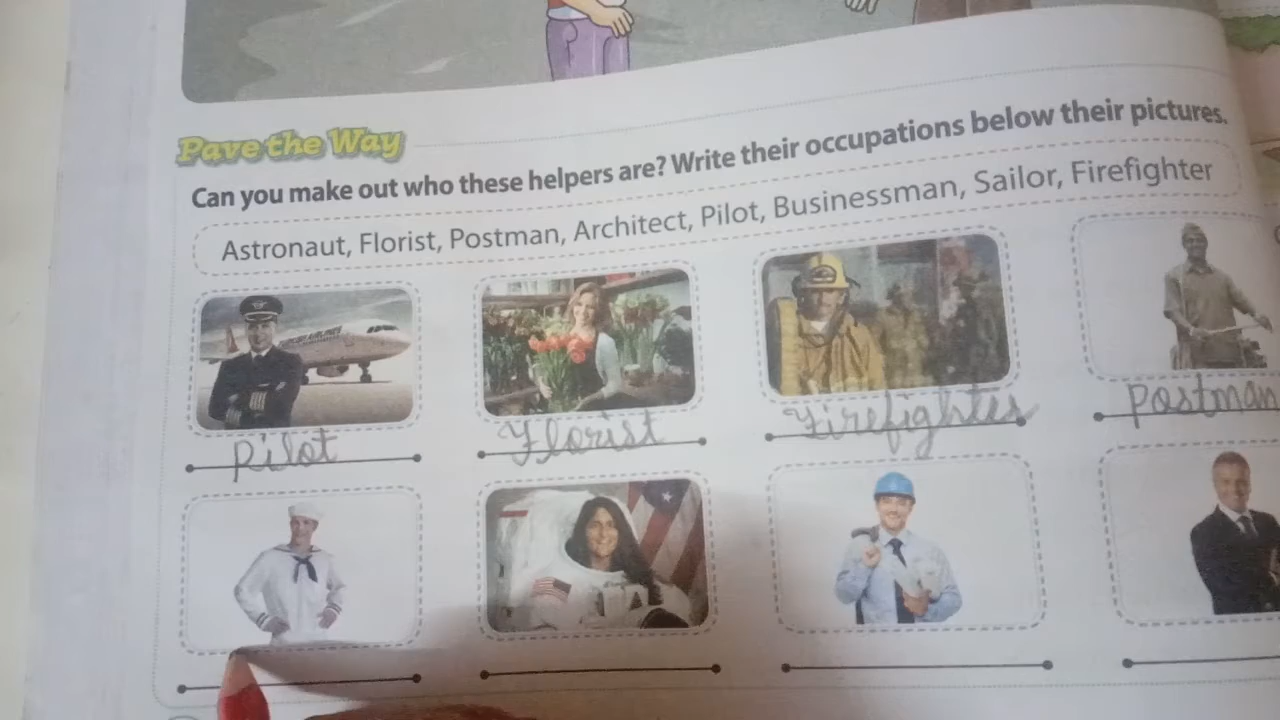 Pave the Way
Can you make out who these helpers are? Write their occupations below their pictures.
Astronaut, Florist, Postman, Architect, Pilot, Businessman, Sailor, Firefighter
Pilot
Florist
Firefighter
Postman